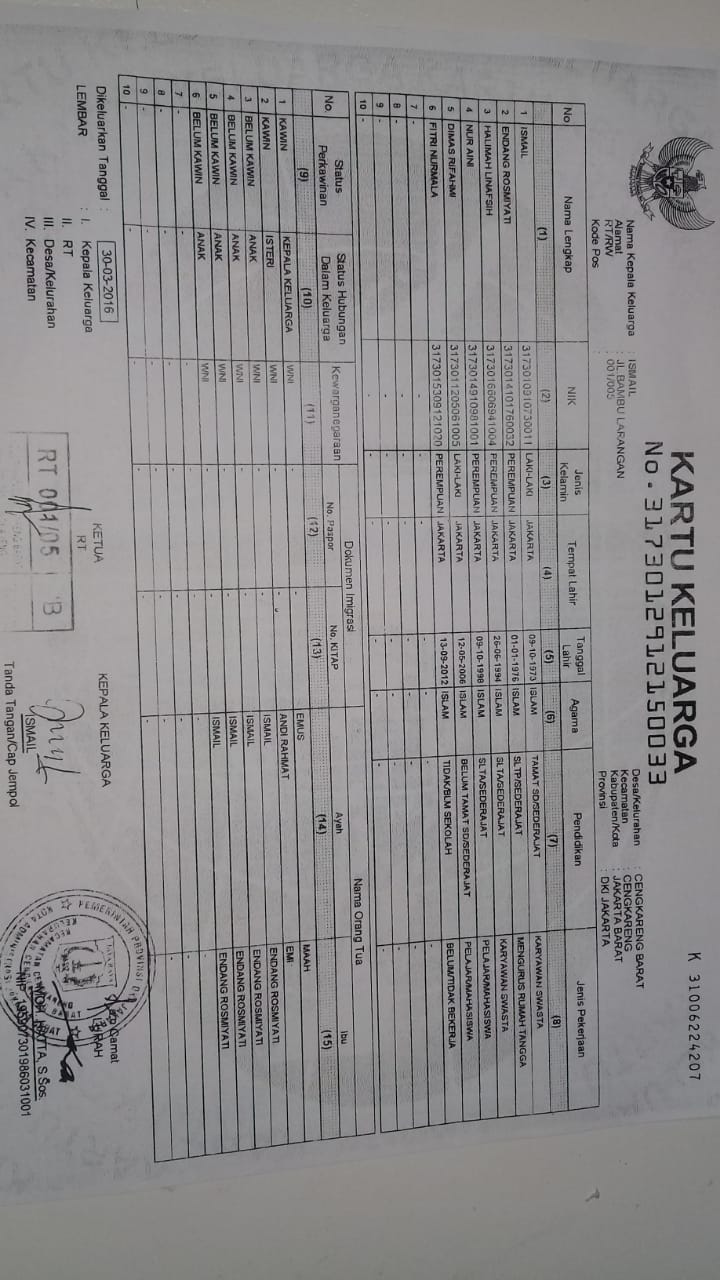 KARTU KELUARGA
No. 3173012912150033
K 31006224207
Nama Kepala Keluarga : ISMAIL
Alamat : JL BAMBU LARANGAN
RT/RW : 001/005
Kode Pos :
Desa/Kelurahan : CENGKARENG BARAT
Kecamatan : CENGKARENG
Kabupaten/Kota : JAKARTA BARAT
Provinsi : DKI JAKARTA
No Nama Lengkap NIK Jenis Kelamin Tempat Lahir Tanggal Lahir Agama Pendidikan Jenis Pekerjaan
(1) (2) (3) (4) (5) (6) (7) (8)
1 ISMAIL 3173010910730011 LAKI-LAKI JAKARTA 09-10-1973 ISLAM TAMAT SD/SEDERAJAT KARYAWAN SWASTA
2 ENDANG ROSMIYATI 3173014101760032 PEREMPUAN JAKARTA 01-01-1976 ISLAM SLTP/SEDERAJAT MENGURUS RUMAH TANGGA
3 HALIMAH LINAFSIH 3173016606941004 PEREMPUAN JAKARTA 26-06-1994 ISLAM SLTA/SEDERAJAT KARYAWAN SWASTA
4 NUR AINI 3173014910981001 PEREMPUAN JAKARTA 09-10-1998 ISLAM SLTA/SEDERAJAT PELAJAR/MAHASISWA
5 DIMAS RIFAHMI 3173011205061005 LAKI-LAKI JAKARTA 12-05-2006 ISLAM BELUM TAMAT SD/SEDERAJAT PELAJAR/MAHASISWA
6 FITRI NURMALA 3173015309121020 PEREMPUAN JAKARTA 13-09-2012 ISLAM TIDAK/BLM SEKOLAH BELUM/TIDAK BEKERJA
7 - - - - - - - -
8 - - - - - - - -
9 - - - - - - - -
10 - - - - - - - -
No. Status Perkawinan Status Hubungan Dalam Keluarga Kewarganegaraan Dokumen Imigrasi Nama Orang Tua
No. Paspor No. KITAP Ayah Ibu
(9) (10) (11) (12) (13) (14) (15)
1 KAWIN KEPALA KELUARGA WNI - - EMUS MAAH
2 KAWIN ISTERI WNI - - ANDI RAHMAT EMI
3 BELUM KAWIN ANAK WNI - - ISMAIL ENDANG ROSMIYATI
4 BELUM KAWIN ANAK WNI - - ISMAIL ENDANG ROSMIYATI
5 BELUM KAWIN ANAK WNI - - ISMAIL ENDANG ROSMIYATI
6 BELUM KAWIN ANAK WNI - - ISMAIL ENDANG ROSMIYATI
7 - - - - - - -
8 - - - - - - -
9 - - - - - - -
10 - - - - - - -
Dikeluarkan Tanggal : 30-03-2016
LEMBAR : I. Kepala Keluarga
II. RT
III. Desa/Kelurahan
IV. Kecamatan
KETUA
RT
RT 001/05
KEPALA KELUARGA
ISMAIL
Tanda Tangan/Cap Jempol
Camat
S.Sos.